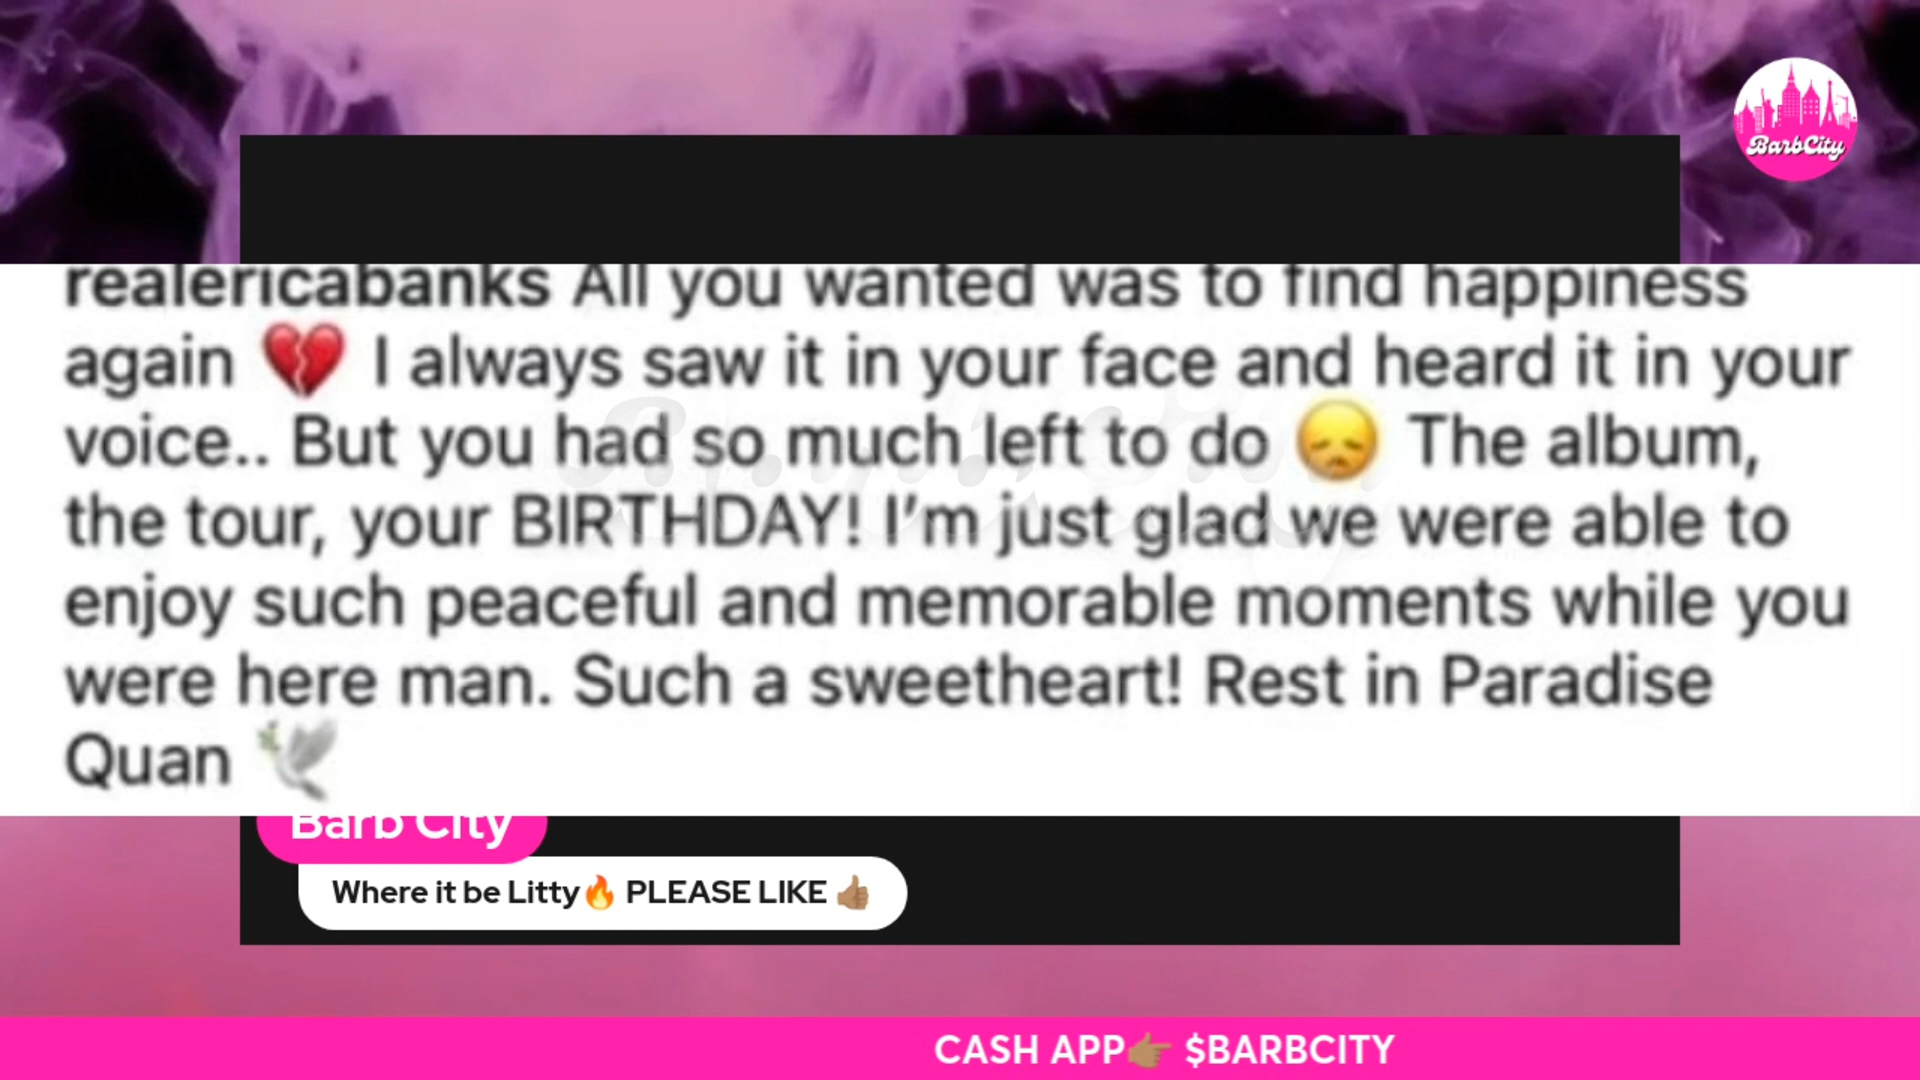 BarbCity
realericabanks All you wanted was to find happiness
again 💔 I always saw it in your face and heard it in your
voice.. But you had so much left to do 😞 The album,
the tour, your BIRTHDAY! I’m just glad we were able to
enjoy such peaceful and memorable moments while you
were here man. Such a sweetheart! Rest in Paradise
Quan 🕊️
Barb City
Where it be Litty🔥 PLEASE LIKE 👍🏽
CASH APP👉🏽 $BARBCITY